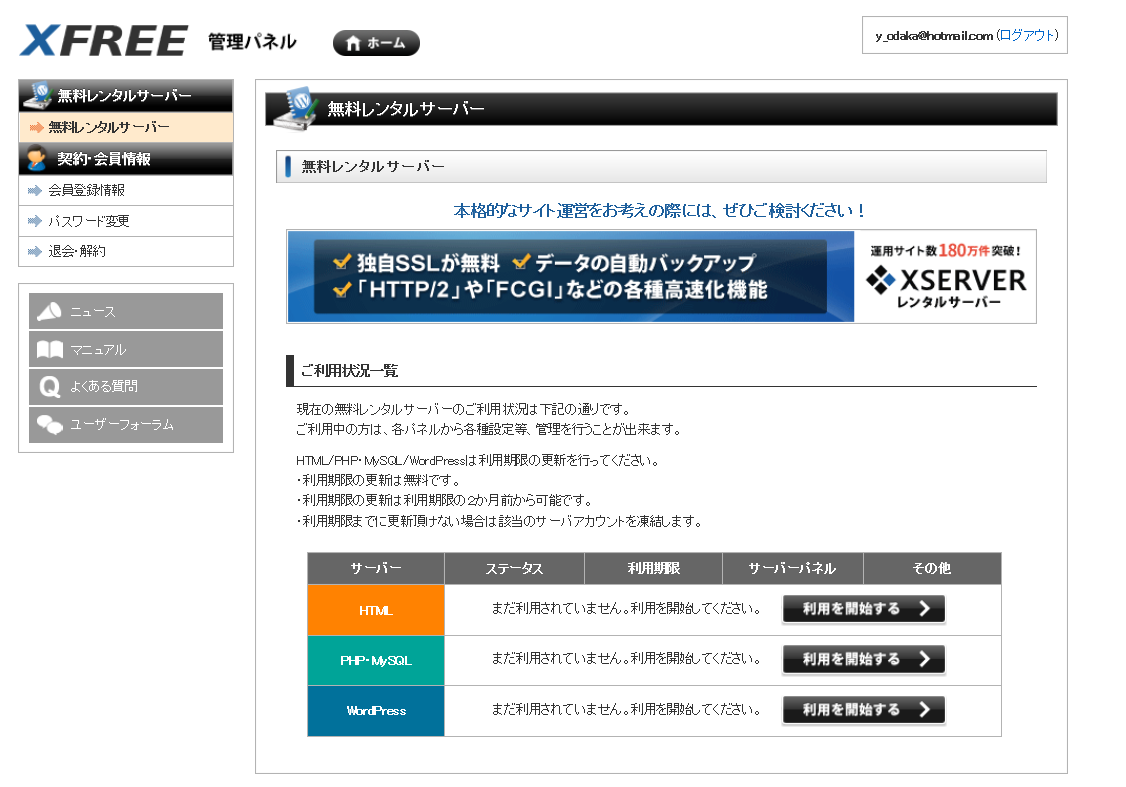 XFREE 管理パネル
ホーム
y_odaka@hotmail.com (ログアウト)
無料レンタルサーバー
無料レンタルサーバー
契約・会員情報
会員登録情報
パスワード変更
退会・解約
ニュース
マニュアル
よくある質問
ユーザーフォーラム
無料レンタルサーバー
無料レンタルサーバー
本格的なサイト運営をお考えの際には、ぜひご検討ください！
独自SSLが無料 データの自動バックアップ
「HTTP/2」や「FCGI」などの各種高速化機能
運用サイト数180万件突破!
XSERVER
レンタルサーバー
ご利用状況一覧
現在の無料レンタルサーバーのご利用状況は下記の通りです。
ご利用中の方は、各パネルから各種設定等、管理を行うことが出来ます。
HTML/PHP・MySQL/WordPressは利用期限の更新を行ってください。
・利用期限の更新は無料です。
・利用期限の更新は利用期限の2か月前から可能です。
・利用期限までに更新頂けない場合は該当のサーバアカウントを凍結します。
サーバー ステータス 利用期限 サーバーパネル その他
HTML まだ利用されていません。利用を開始してください。 利用を開始する
PHP・MySQL まだ利用されていません。利用を開始してください。 利用を開始する
WordPress まだ利用されていません。利用を開始してください。 利用を開始する